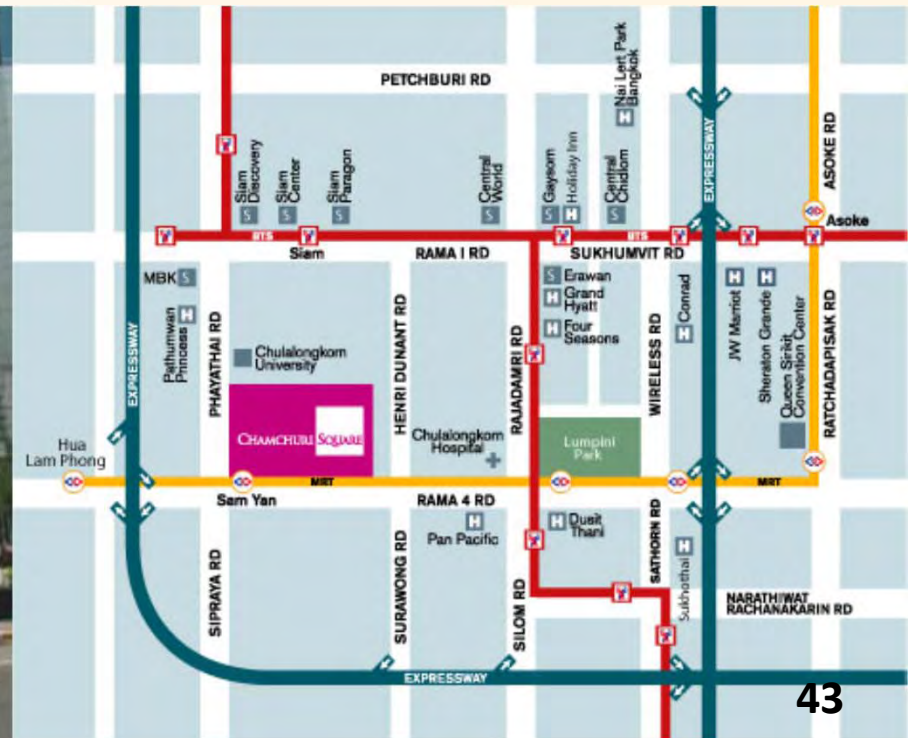 PETCHBURI RD
Nai Lert Park
Bangkok
H
EXPRESSWAY
ASOKE RD
Siam
Discovery
S
Siam
Center
S
Siam
Paragon
S
Central
World
S
Gaysorn
S
Holiday Inn
H
Central
Chidlom
S
Asoke
BTS
BTS
Siam
RAMA I RD
SUKHUMVIT RD
MBK S
S Erawan
H Grand
Hyatt
H Four
Seasons
Conrad
H
H
JW Marriot
H
Sheraton Grande
Queen Sirikit
Convention Center
RATCHADAPISAK RD
EXPRESSWAY
Pathumwan
Princess
H
PHAYATHAI RD
Chulalongkorn
University
HENRI DUNANT RD
RAJADAMRI RD
WIRELESS RD
CHAMCHURI SQUARE
Chulalongkorn
Hospital
Lumpini
Park
Hua
Lam Phong
MRT
MRT
Sam Yan
RAMA 4 RD
H
Pan Pacific
H Dusit
Thani
SATHORN RD
H
Sukhothai
SIPRAYA RD
SURAWONG RD
SILOM RD
NARATHIWAT
RACHANAKARIN RD
EXPRESSWAY
43